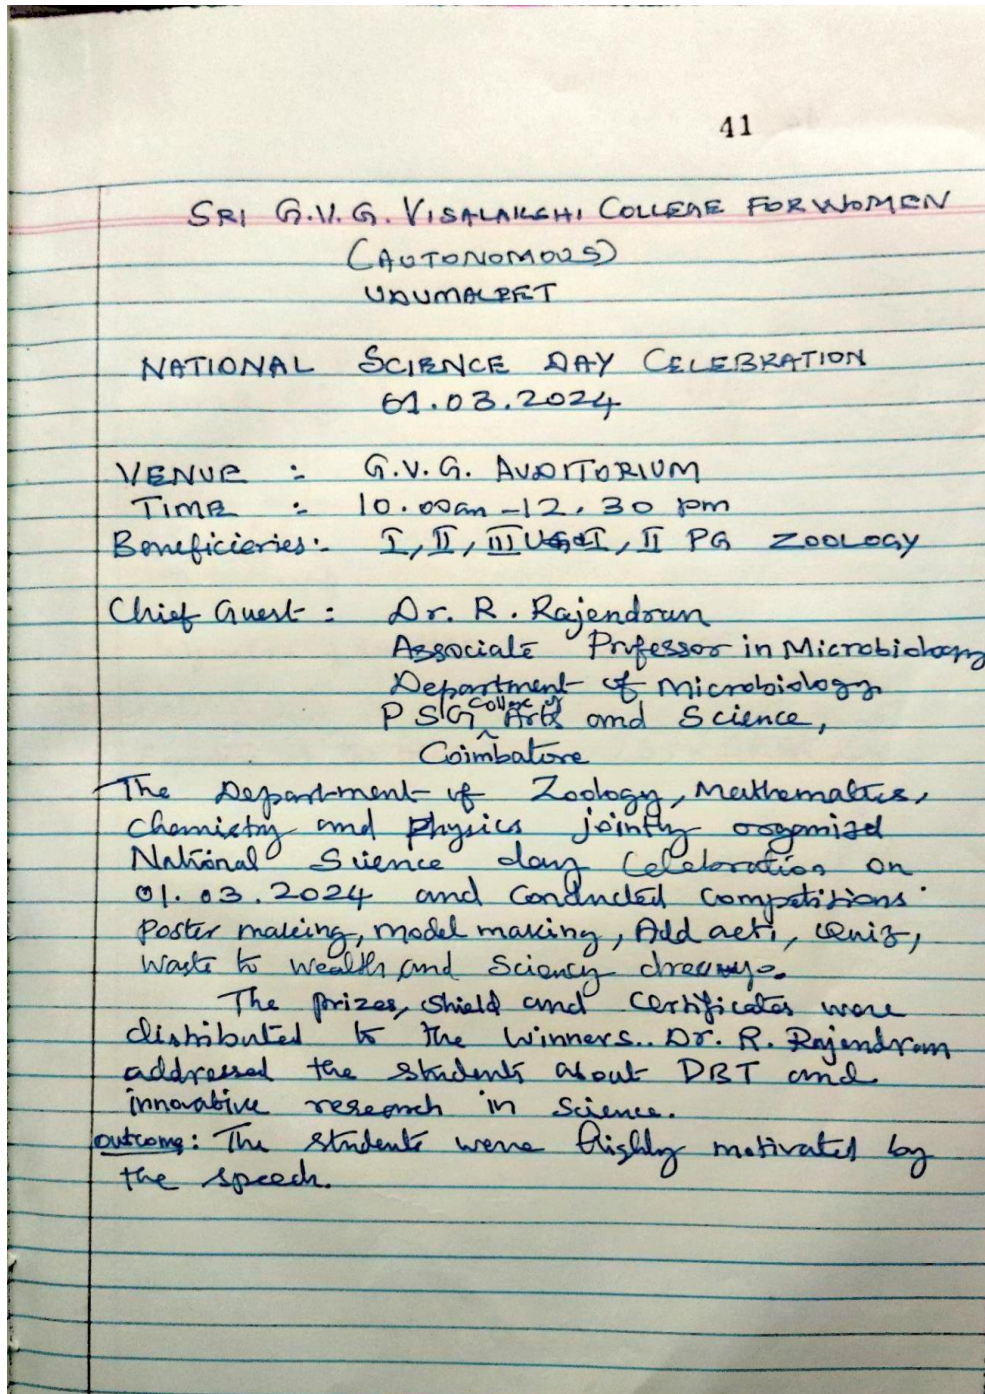 41
SRI G.V.G. VISALAKSHI COLLEGE FOR WOMEN
(AUTONOMOUS)
UDUMALPET
NATIONAL SCIENCE DAY CELEBRATION
01.03.2024
VENUE : G.V.G. AUDITORIUM
TIME : 10.00am - 12.30 pm
Beneficieries: I, II, III UG I, II PG ZOOLOGY
Chief Guest : Dr. R. Rajendran
Associate Professor in Microbiology
Department of Microbiology
PSG College of Arts and Science,
Coimbatore
The Department of Zoology, Mathematics,
Chemistry and Physics jointly organized
National Science day Celebration on
01.03.2024 and Conducted Competitions
Poster making, model making, Add acti, Quiz,
Waste to wealth and Science
The prizes, shield and Certificates were
distributed to the winners.. Dr. R. Rajendran
addressed the students about DBT and
innovative research in Science.
outcome: The students were highly motivated by
the speech.